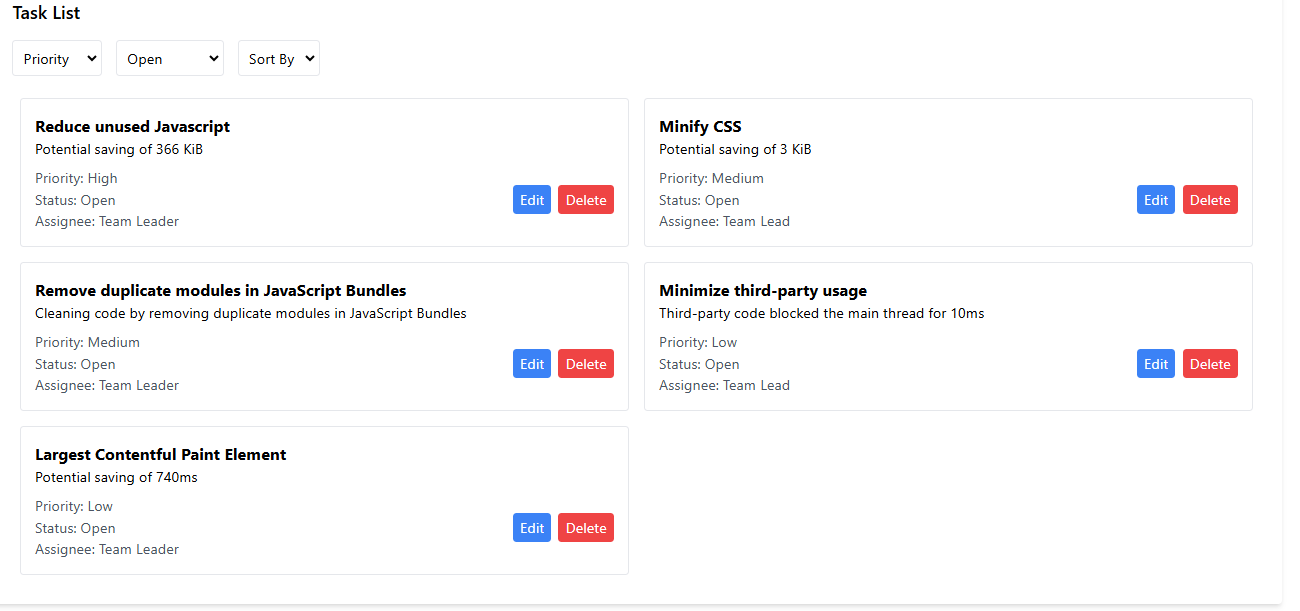 Task List
Priority
Open
Sort By
Reduce unused Javascript
Potential saving of 366 KiB
Priority: High
Status: Open
Assignee: Team Leader
Edit
Delete
Minify CSS
Potential saving of 3 KiB
Priority: Medium
Status: Open
Assignee: Team Lead
Edit
Delete
Remove duplicate modules in JavaScript Bundles
Cleaning code by removing duplicate modules in JavaScript Bundles
Priority: Medium
Status: Open
Assignee: Team Leader
Edit
Delete
Minimize third-party usage
Third-party code blocked the main thread for 10ms
Priority: Low
Status: Open
Assignee: Team Lead
Edit
Delete
Largest Contentful Paint Element
Potential saving of 740ms
Priority: Low
Status: Open
Assignee: Team Leader
Edit
Delete